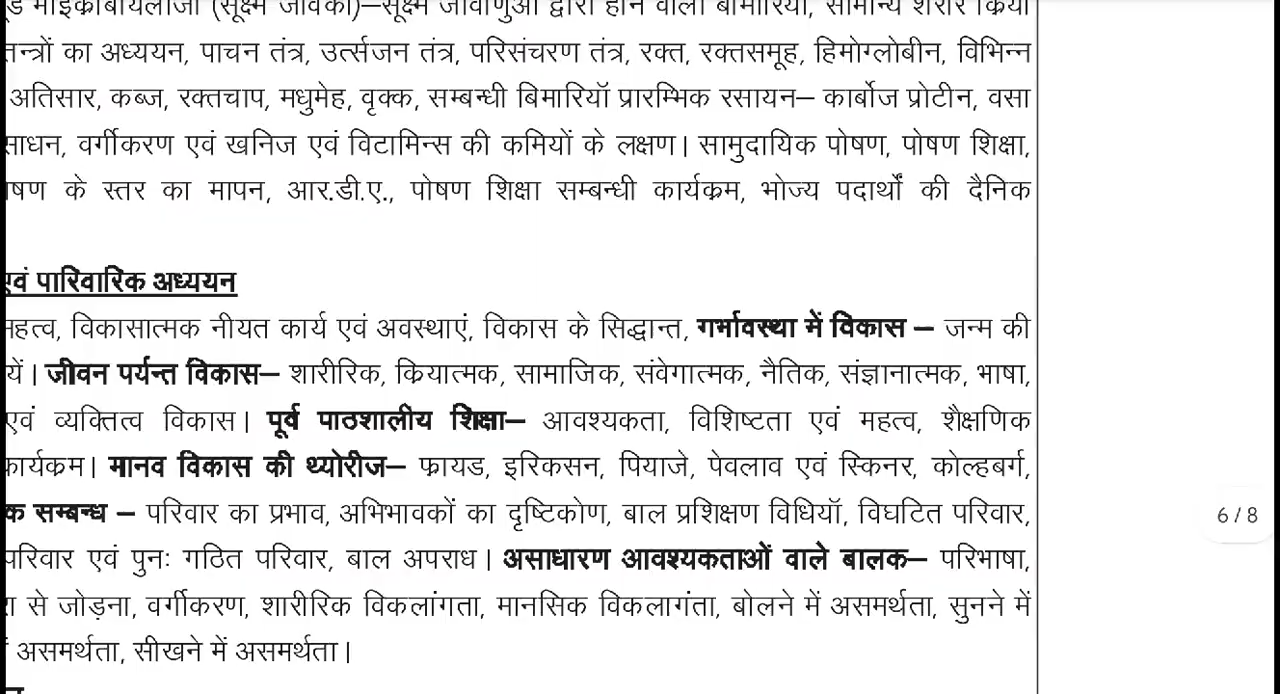 माइक्रोबायलॉजी (सूक्ष्म जीवकी)–सूक्ष्म जीवाणुओं द्वारा होने वाली बीमारियां, सामान्य शरीर क्रिया
तन्त्रों का अध्ययन, पाचन तंत्र, उर्त्सजन तंत्र, परिसंचरण तंत्र, रक्त, रक्तसमूह, हिमोग्लोबीन, विभिन्न
अतिसार, कब्ज, रक्तचाप, मधुमेह, वृक्क, सम्बन्धी बिमारियॉ प्रारम्भिक रसायन– कार्बोज प्रोटीन, वसा
साधन, वर्गीकरण एवं खनिज एवं विटामिन्स की कमियों के लक्षण। सामुदायिक पोषण, पोषण शिक्षा,
षण के स्तर का मापन, आर.डी.ए., पोषण शिक्षा सम्बन्धी कार्यक्रम, भोज्य पदार्थों की दैनिक
एवं पारिवारिक अध्ययन
महत्व, विकासात्मक नीयत कार्य एवं अवस्थाएं, विकास के सिद्धान्त, गर्भावस्था में विकास – जन्म की
यें। जीवन पर्यन्त विकास– शारीरिक, क्रियात्मक, सामाजिक, संवेगात्मक, नैतिक, संज्ञानात्मक, भाषा,
एवं व्यक्तित्व विकास। पूर्व पाठशालीय शिक्षा– आवश्यकता, विशिष्टता एवं महत्व, शैक्षणिक
कार्यक्रम। मानव विकास की थ्योरीज– फ्रायड, इरिकसन, पियाजे, पेवलाव एवं स्किनर, कोल्हबर्ग,
क सम्बन्ध – परिवार का प्रभाव, अभिभावकों का दृष्टिकोण, बाल प्रशिक्षण विधियॉ, विघटित परिवार,
परिवार एवं पुनः गठित परिवार, बाल अपराध। असाधारण आवश्यकताओं वाले बालक– परिभाषा,
से जोड़ना, वर्गीकरण, शारीरिक विकलांगता, मानसिक विकलागंता, बोलने में असमर्थता, सुनने में
असमर्थता, सीखने में असमर्थता।
6/8